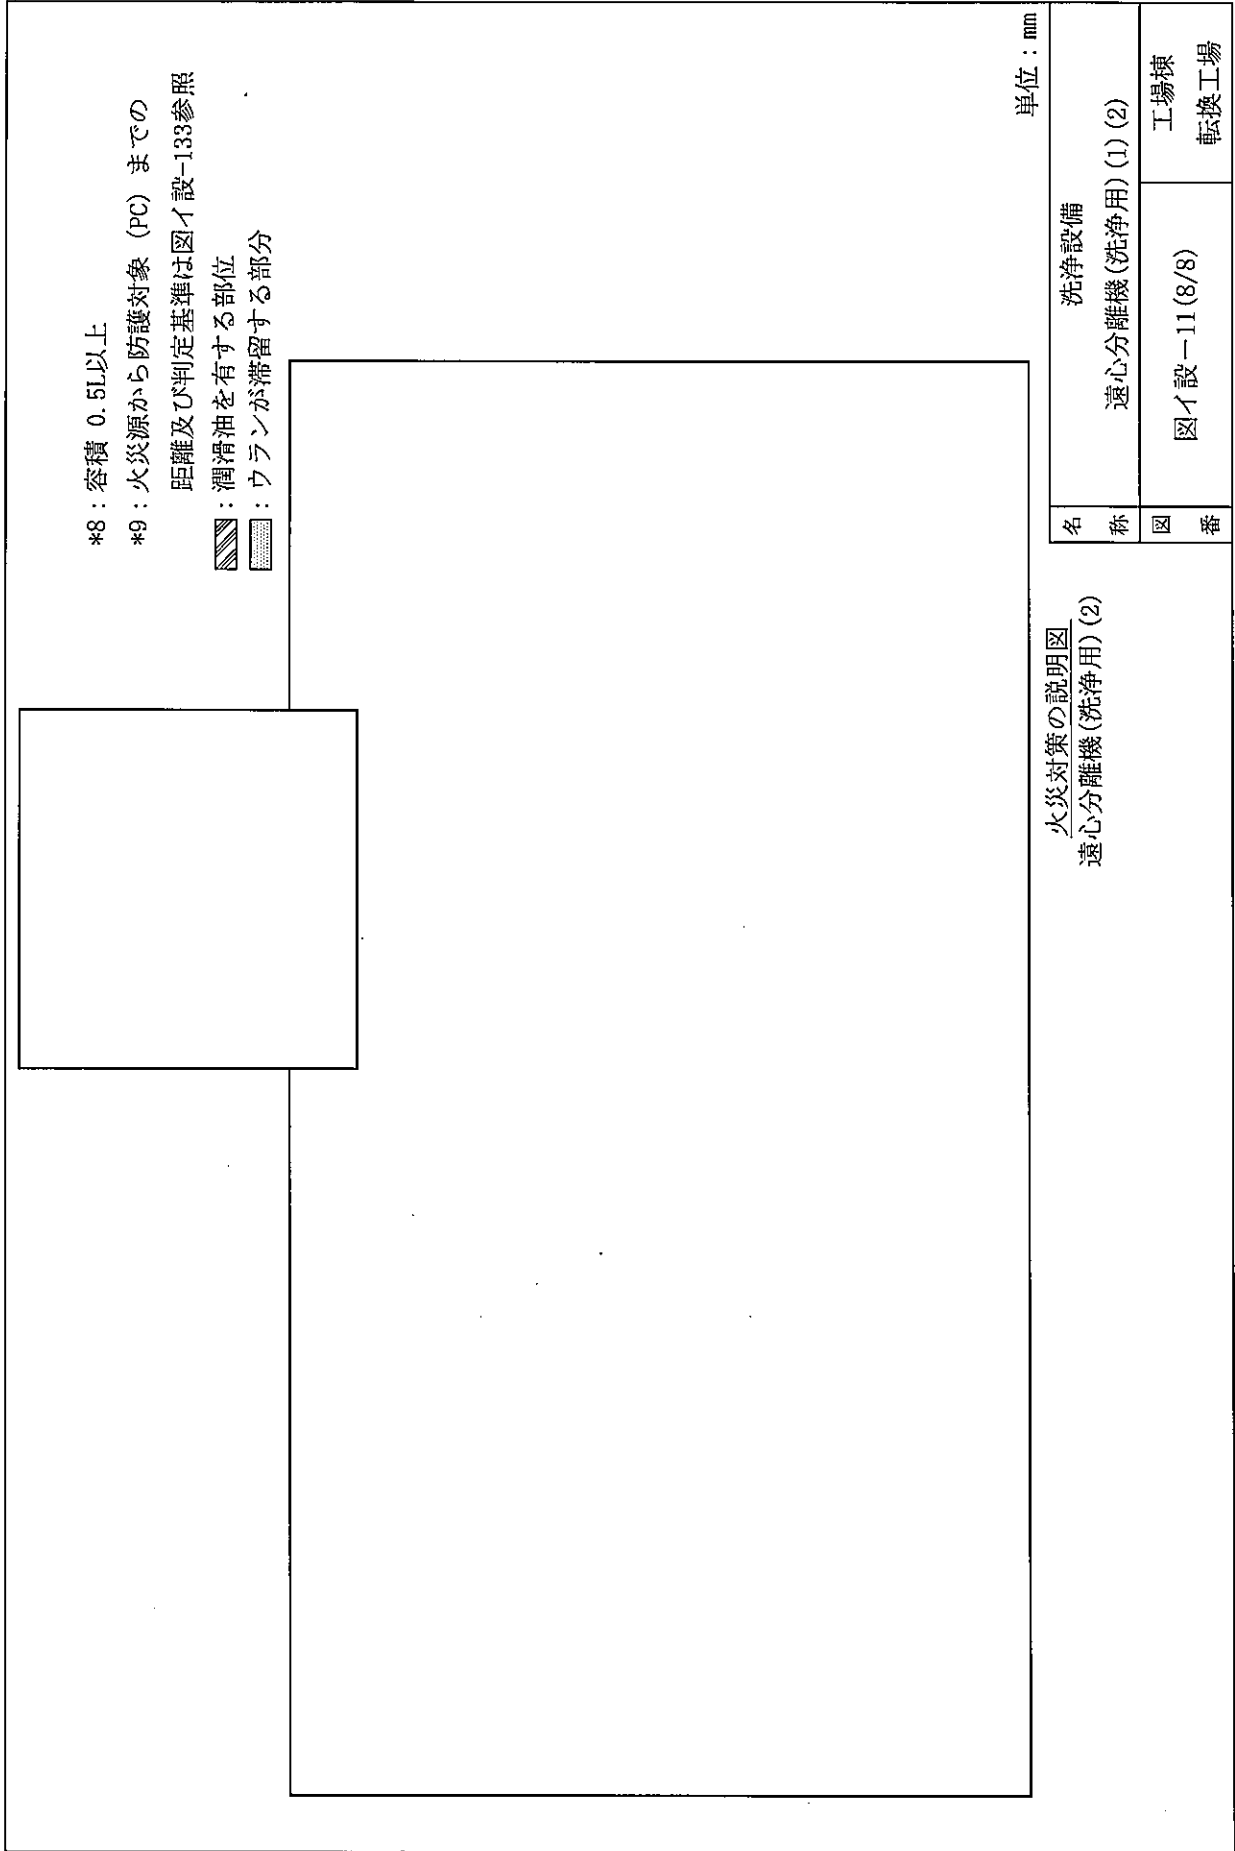 *8：容積 0.5L以上
*9：火災源から防護対象（PC）までの
距離及び判定基準は図イ設-133参照
：潤滑油を有する部位
：ウランが滞留する部分
単位：mm
火災対策の説明図
遠心分離機(洗浄用)(2)
名称
洗浄設備
遠心分離機(洗浄用)(1)(2)
図番
図イ設－11(8/8)
工場棟
転換工場